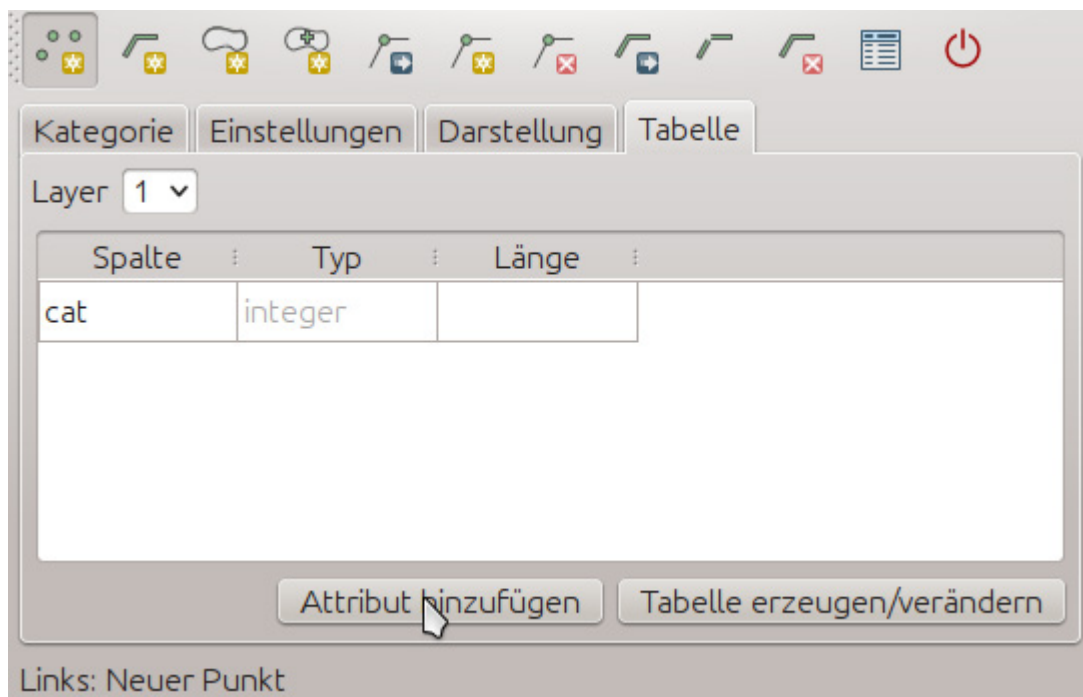 Kategorie Einstellungen Darstellung Tabelle
Layer 1
Spalte Typ Länge
cat integer
Attribut hinzufügen Tabelle erzeugen/verändern
Links: Neuer Punkt